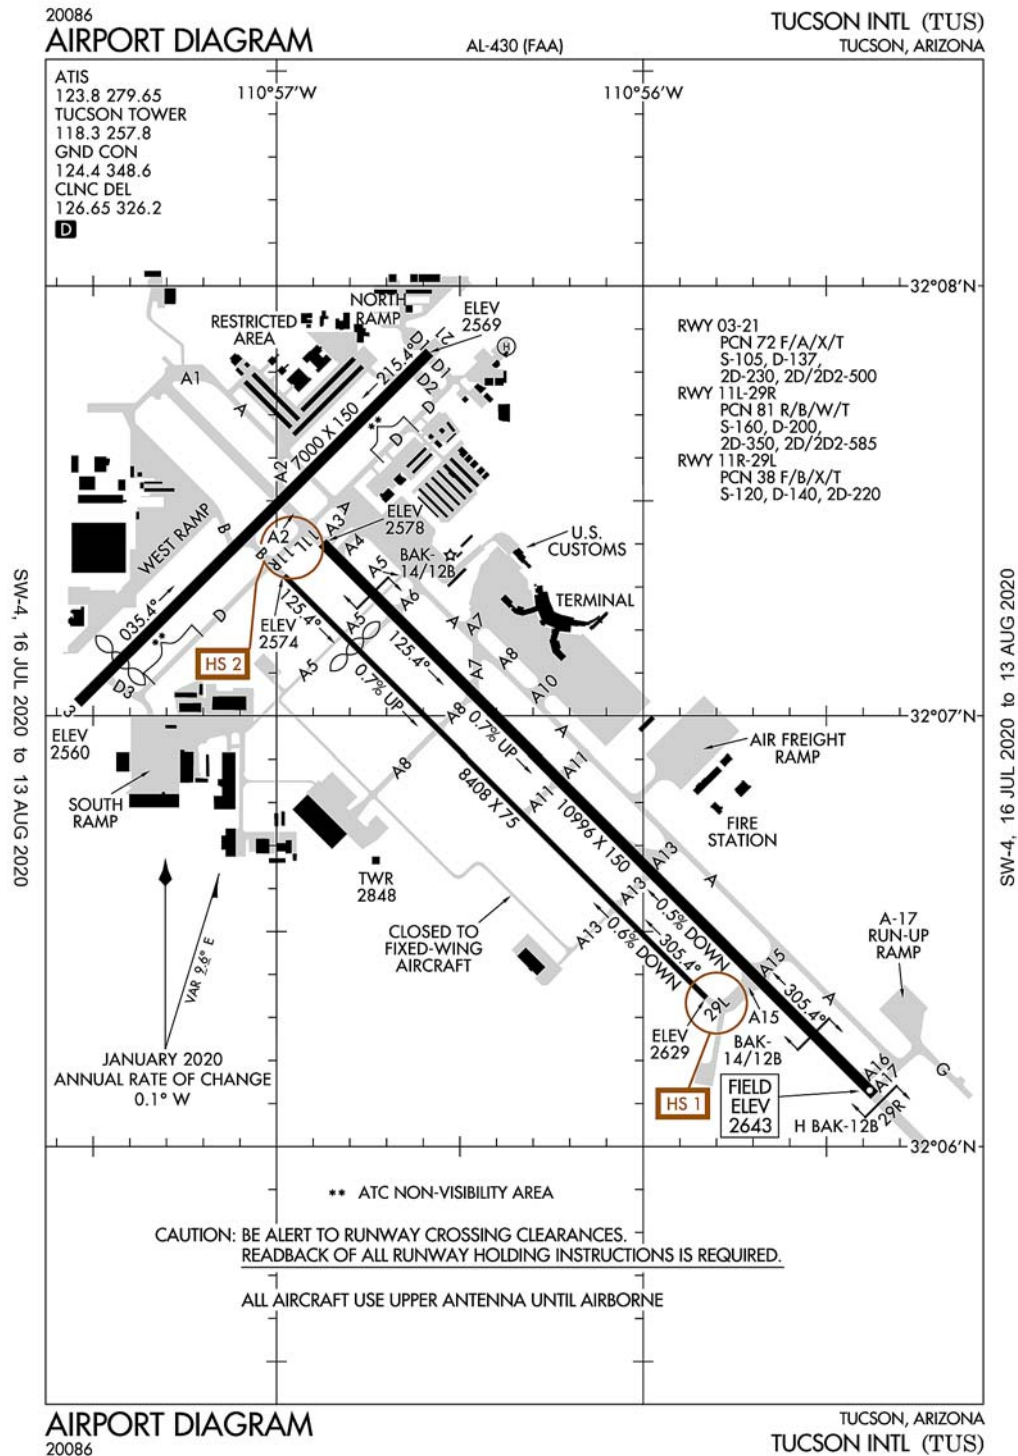 20086
AIRPORT DIAGRAM
AL-430 (FAA)
TUCSON INTL (TUS)
TUCSON, ARIZONA
ATIS
123.8 279.65
TUCSON TOWER
118.3 257.8
GND CON
124.4 348.6
CLNC DEL
126.65 326.2
D
110°57'W
110°56'W
32°08'N
RWY 03-21
PCN 72 F/A/X/T
S-105, D-137,
2D-230, 2D/2D2-500
RWY 11L-29R
PCN 81 R/B/W/T
S-160, D-200,
2D-350, 2D/2D2-585
RWY 11R-29L
PCN 38 F/B/X/T
S-120, D-140, 2D-220
NORTH
RAMP
RESTRICTED
AREA
ELEV
2569
21
H
D1
D1
D2
D
D
A1
A
A2
7000 X 150
215.4°
**
ELEV
2578
A
A3
A4
A2
11L
11R
B
B
WEST RAMP
035.4°
**
D
D3
3
ELEV
2560
HS 2
ELEV
2574
BAK-
14/12B
U.S.
CUSTOMS
TERMINAL
A5
A5
A5
A6
A7
A7
A8
A8
A8
A10
A
A11
A11
125.4°
0.7% UP
125.4°
0.7% UP
8408 X 75
10996 X 150
32°07'N
AIR FREIGHT
RAMP
FIRE
STATION
SOUTH
RAMP
TWR
2848
CLOSED TO
FIXED-WING
AIRCRAFT
A13
A13
A13
A
0.5% DOWN
305.4°
0.6% DOWN
A15
A15
305.4°
A
A-17
RUN-UP
RAMP
29L
ELEV
2629
HS 1
BAK-
14/12B
FIELD
ELEV
2643
A16
A17
G
29R
H BAK-12B
32°06'N
VAR 9.6° E
JANUARY 2020
ANNUAL RATE OF CHANGE
0.1° W
** ATC NON-VISIBILITY AREA
CAUTION: BE ALERT TO RUNWAY CROSSING CLEARANCES.
READBACK OF ALL RUNWAY HOLDING INSTRUCTIONS IS REQUIRED.
ALL AIRCRAFT USE UPPER ANTENNA UNTIL AIRBORNE
SW-4, 16 JUL 2020 to 13 AUG 2020
SW-4, 16 JUL 2020 to 13 AUG 2020
AIRPORT DIAGRAM
20086
TUCSON, ARIZONA
TUCSON INTL (TUS)